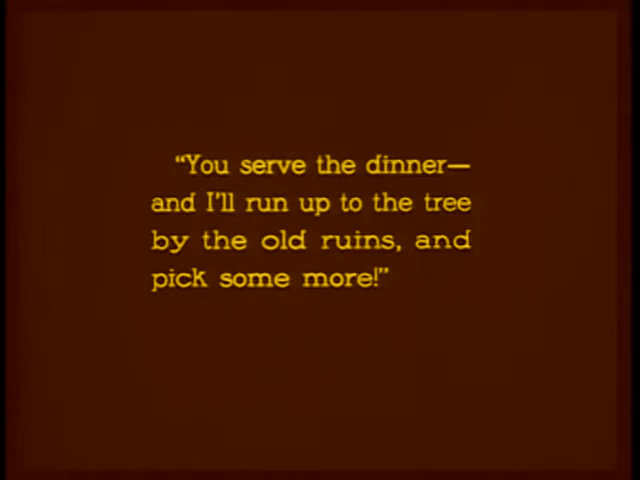 “You serve the dinner—
and I'll run up to the tree
by the old ruins, and
pick some more!”